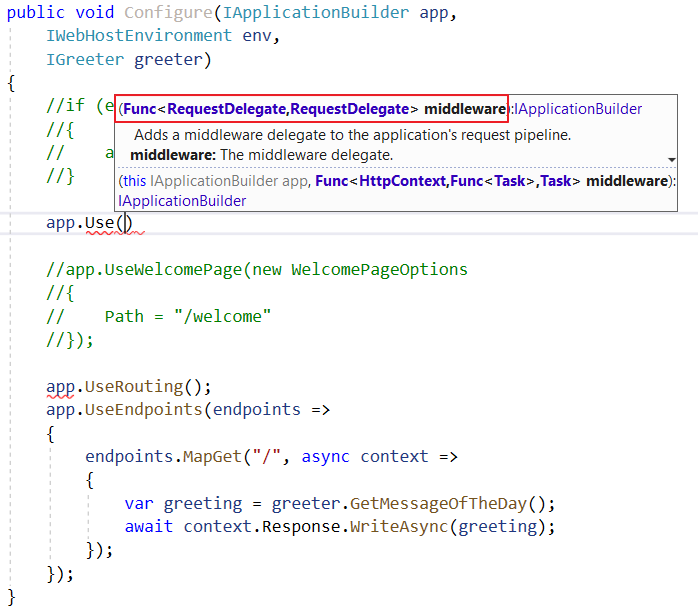 public void Configure(IApplicationBuilder app,
    IWebHostEnvironment env,
    IGreeter greeter)
{
    //if (e
(Func<RequestDelegate,RequestDelegate> middleware):IApplicationBuilder
    //{
Adds a middleware delegate to the application's request pipeline.
    //    a
middleware: The middleware delegate.
    //}
(this IApplicationBuilder app, Func<HttpContext,Func<Task>,Task> middleware):
IApplicationBuilder
    app.Use()
    //app.UseWelcomePage(new WelcomePageOptions
    //{
    //    Path = "/welcome"
    //});
    app.UseRouting();
    app.UseEndpoints(endpoints =>
    {
        endpoints.MapGet("/", async context =>
        {
            var greeting = greeter.GetMessageOfTheDay();
            await context.Response.WriteAsync(greeting);
        });
    });
}